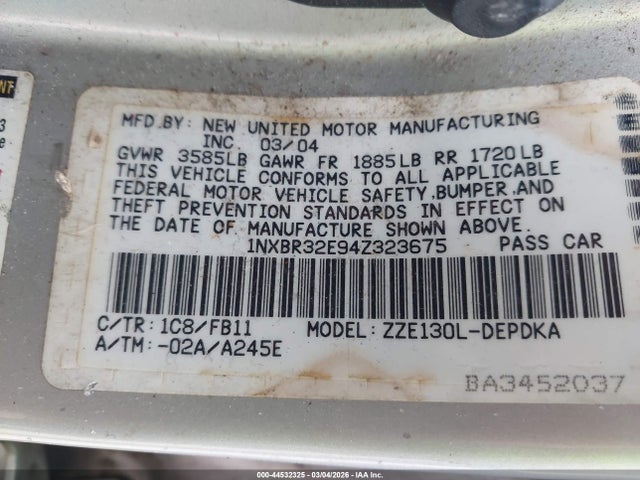 NT
3
e
MFD.BY: NEW UNITED MOTOR MANUFACTURING
INC. 03/04
GVWR 3585LB GAWR FR 1885LB RR 1720LB
THIS VEHICLE CONFORMS TO ALL APPLICABLE
FEDERAL MOTOR VEHICLE SAFETY,BUMPER,AND
THEFT PREVENTION STANDARDS IN EFFECT ON
THE DATE OF MANUFACTURE SHOWN ABOVE.
1NXBR32E94Z323675 PASS CAR
C/TR: 1C8/FB11 MODEL: ZZE130L-DEPDKA
A/TM: -02A/A245E
BA3452037
000-44532325 - 03/04/2026 - IAA Inc.